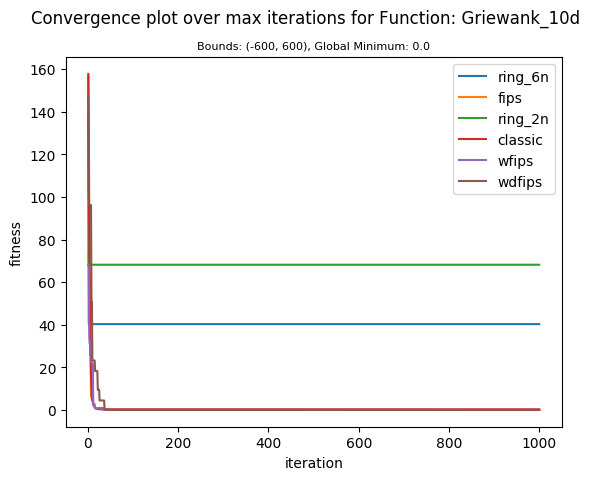 Convergence plot over max iterations for Function: Griewank_10d
Bounds: (-600, 600), Global Minimum: 0.0
160
140
120
100
80
60
40
20
0
fitness
ring_6n
fips
ring_2n
classic
wfips
wdfips
0 200 400 600 800 1000
iteration